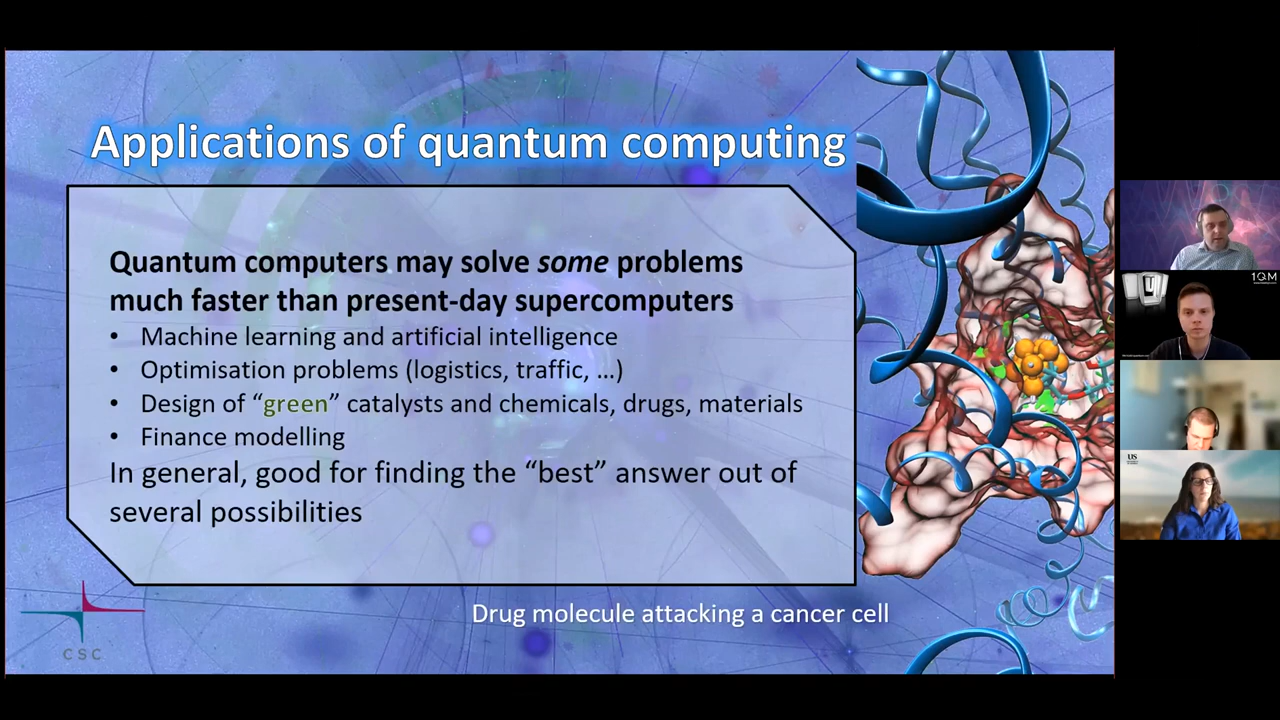 Applications of quantum computing
Quantum computers may solve some problems
much faster than present-day supercomputers
• Machine learning and artificial intelligence
• Optimisation problems (logistics, traffic, …)
• Design of “green” catalysts and chemicals, drugs, materials
• Finance modelling
In general, good for finding the “best” answer out of
several possibilities
Drug molecule attacking a cancer cell
CSC
1QM
US